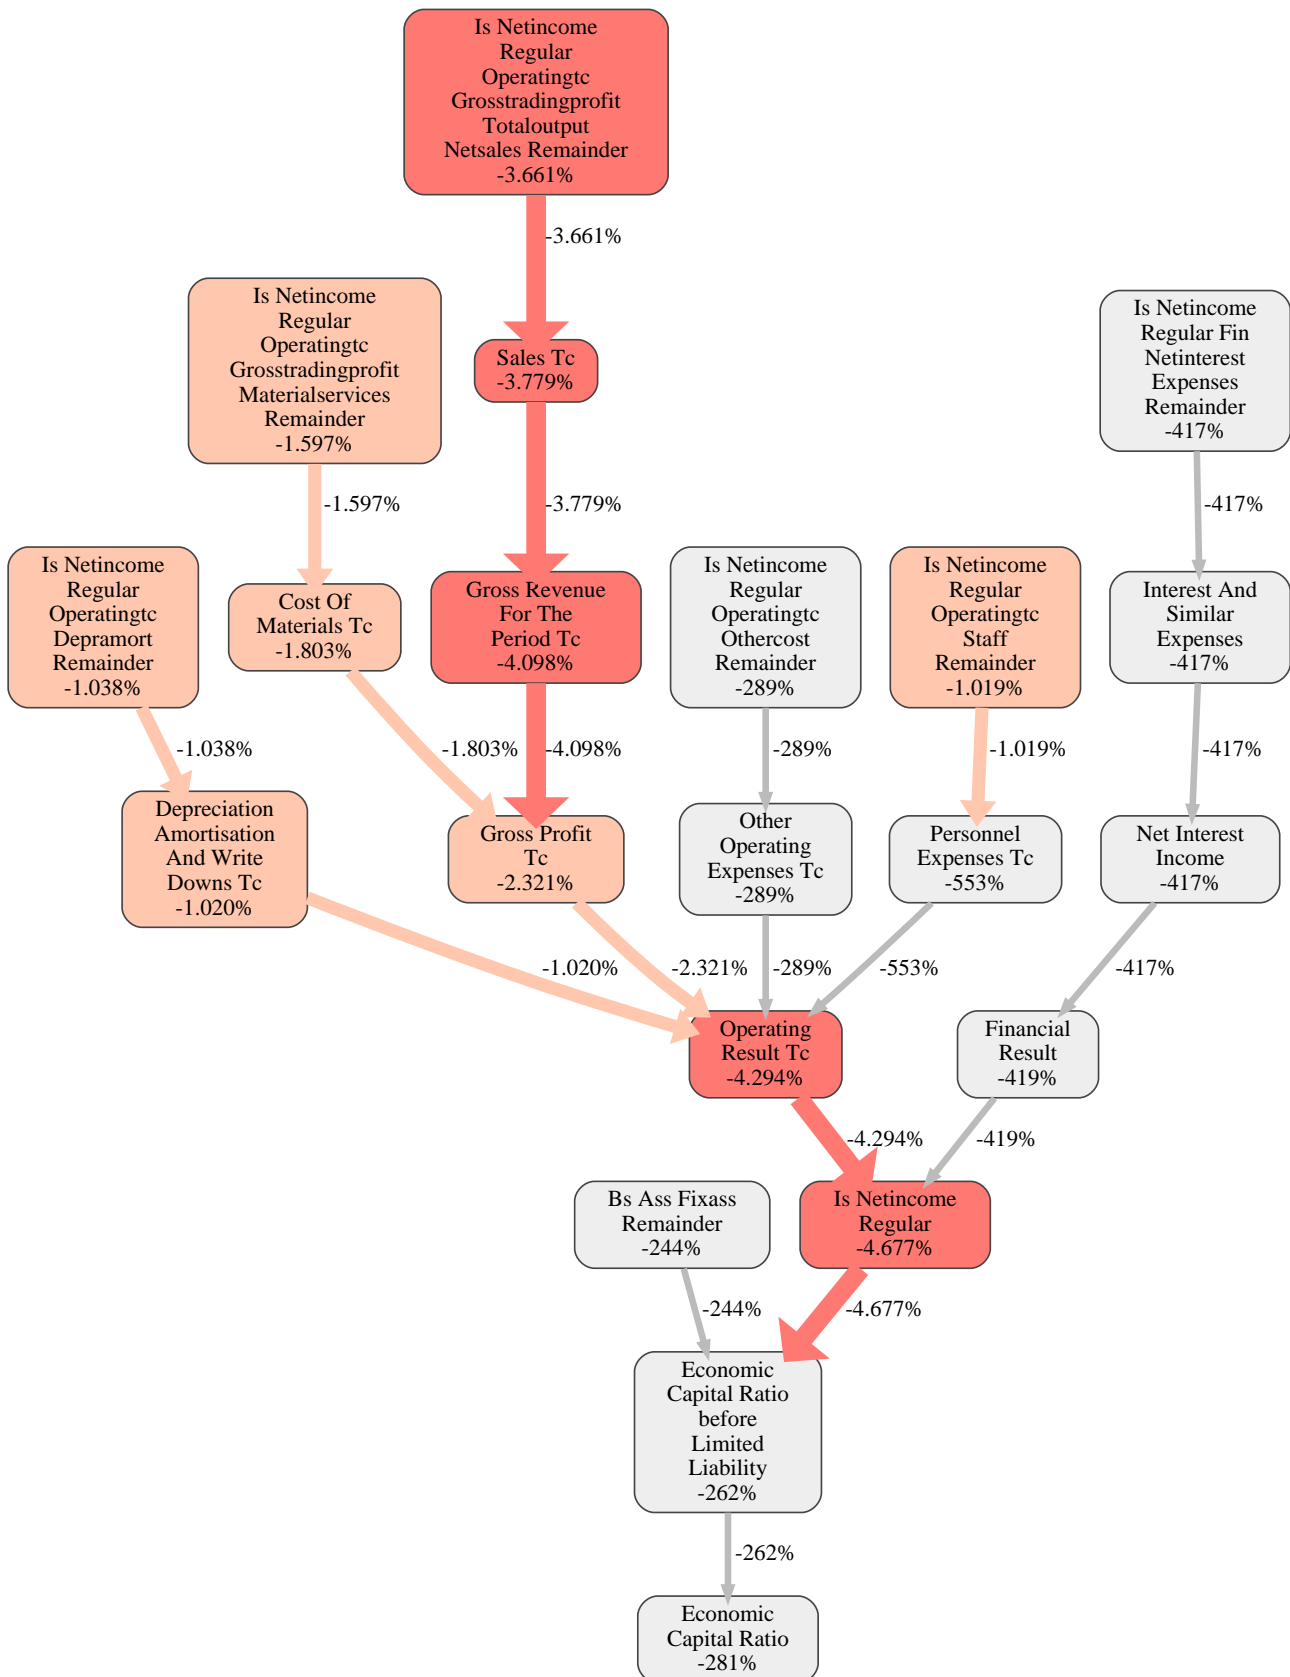 Is Netincome
Regular
Operatingtc
Grosstradingprofit
Totaloutput
Netsales Remainder
-3.661%
-3.661%
Is Netincome
Regular
Operatingtc
Grosstradingprofit
Materialservices
Remainder
-1.597%
Is Netincome
Regular Fin
Netinterest
Expenses
Remainder
-417%
Sales Tc
-3.779%
-1.597%
-3.779%
-417%
Is Netincome
Regular
Operatingtc
Depramort
Remainder
-1.038%
Cost Of
Materials Tc
-1.803%
Gross Revenue
For The
Period Tc
-4.098%
Is Netincome
Regular
Operatingtc
Othercost
Remainder
-289%
Is Netincome
Regular
Operatingtc
Staff
Remainder
-1.019%
Interest And
Similar
Expenses
-417%
-1.038%
-1.803%
-4.098%
-289%
-1.019%
-417%
Depreciation
Amortisation
And Write
Downs Tc
-1.020%
Gross Profit
Tc
-2.321%
Other
Operating
Expenses Tc
-289%
Personnel
Expenses Tc
-553%
Net Interest
Income
-417%
-1.020%
-2.321%
-289%
-553%
-417%
Operating
Result Tc
-4.294%
Financial
Result
-419%
-4.294%
-419%
Bs Ass Fixass
Remainder
-244%
Is Netincome
Regular
-4.677%
-244%
-4.677%
Economic
Capital Ratio
before
Limited
Liability
-262%
-262%
Economic
Capital Ratio
-281%